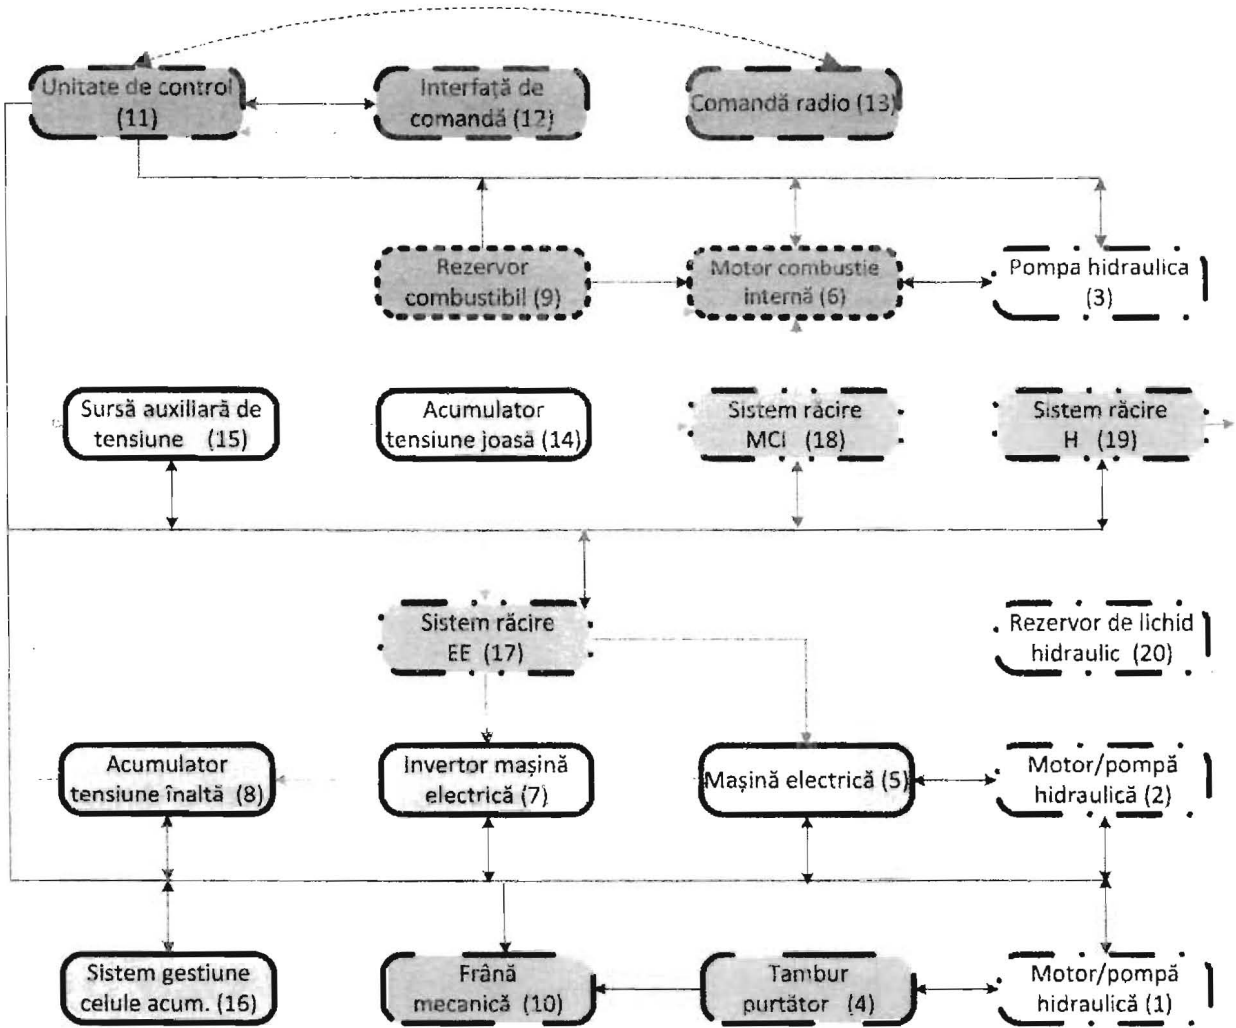 Unitate de control
(11)
Interfață de
comandă (12)
Comandă radio (13)
Rezervor
combustibil (9)
Motor combustie
internă (6)
Pompa hidraulica
(3)
Sursă auxiliară de
tensiune (15)
Acumulator
tensiune joasă (14)
Sistem răcire
MCI (18)
Sistem răcire
H (19)
Sistem răcire
EE (17)
Rezervor de lichid
hidraulic (20)
Acumulator
tensiune înaltă (8)
Invertor mașină
electrică (7)
Mașină electrică (5)
Motor/pompă
hidraulică (2)
Sistem gestiune
celule acum. (16)
Frână
mecanică (10)
Tambur
purtător (4)
Motor/pompă
hidraulică (1)